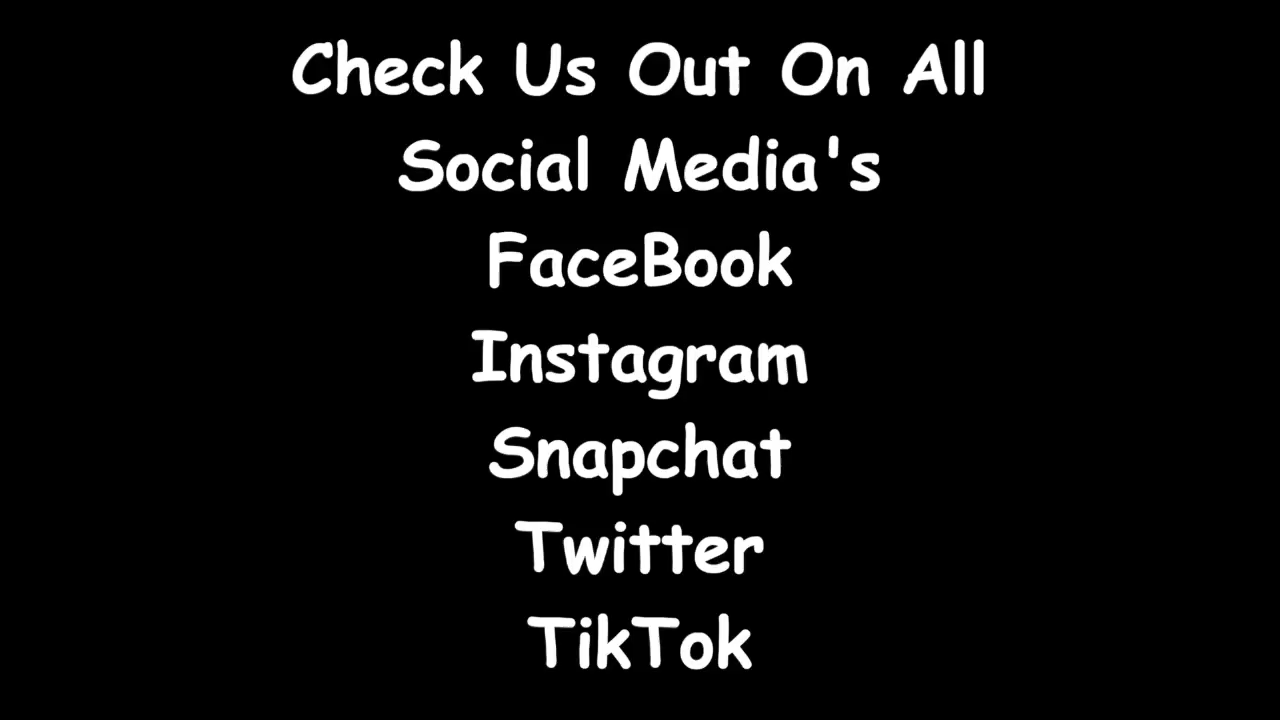 Check Us Out On All
Social Media's
FaceBook
Instagram
Snapchat
Twitter
TikTok